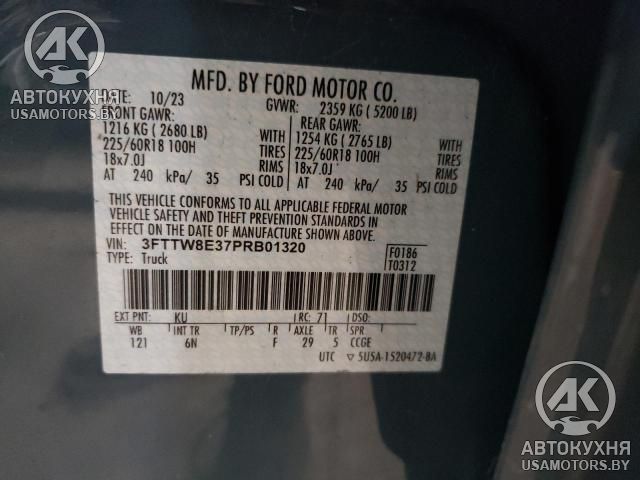 АК
АВТОКУХНЯ
USAMOTORS.BY
MFD. BY FORD MOTOR CO.
10/23
GVWR: 2359 KG ( 5200 LB)
FRONT GAWR:
1216 KG ( 2680 LB) WITH
225/60R18 100H TIRES
18x7.0J RIMS
AT 240 kPa/ 35 PSI COLD
REAR GAWR:
1254 KG ( 2765 LB) WITH
225/60R18 100H TIRES
18x7.0J RIMS
AT 240 kPa/ 35 PSI COLD
THIS VEHICLE CONFORMS TO ALL APPLICABLE FEDERAL MOTOR
VEHICLE SAFETY AND THEFT PREVENTION STANDARDS IN
EFFECT ON THE DATE OF MANUFACTURE SHOWN ABOVE.
VIN: 3FTTW8E37PRB01320
TYPE: Truck
F0186
T0312
EXT PNT: KU RC: 71 DSO:
WB INT TR TP/PS R AXLE TR SPR
121 6N F 29 5 CCGE
UTC ▽ 5U5A-1520472-BA
АК
АВТОКУХНЯ
USAMOTORS.BY